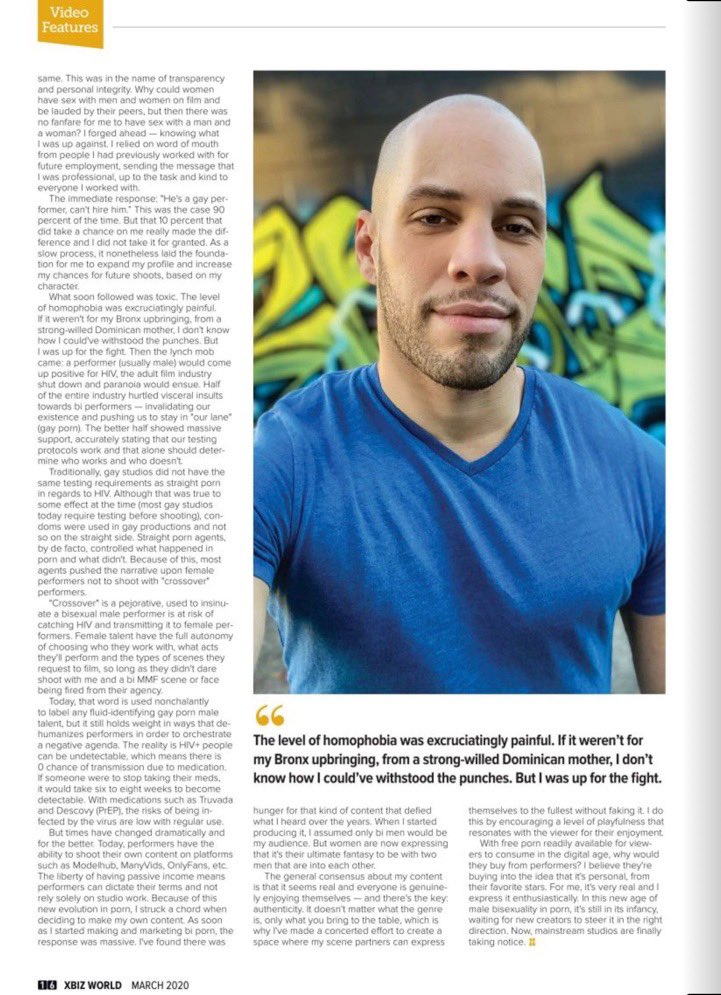 Video
Features
same. This was in the name of transparency
and personal integrity. Why could women
have sex with men and women on film and
be lauded by their peers, but then there was
no fanfare for me to have sex with a man and
a woman? I forged ahead — knowing what
I was up against. I relied on word of mouth
from people I had previously worked with for
future employment, sending the message that
I was professional, up to the task and kind to
everyone I worked with.
The immediate response: "He's a gay per-
former, can't hire him." This was the case 90
percent of the time. But that 10 percent that
did take a chance on me really made the dif-
ference and I did not take it for granted. As a
slow process, it nonetheless laid the founda-
tion for me to expand my profile and increase
my chances for future shoots, based on my
character.
What soon followed was toxic. The level
of homophobia was excruciatingly painful.
If it weren't for my Bronx upbringing, from a
strong-willed Dominican mother, I don't know
how I could've withstood the punches. But
I was up for the fight. Then the lynch mob
came: a performer (usually male) would come
up positive for HIV, the adult film industry
shut down and paranoia would ensue. Half
of the entire industry hurtled visceral insults
towards bi performers — invalidating our
existence and pushing us to stay in "our lane"
(gay porn). The better half showed massive
support, accurately stating that our testing
protocols work and that alone should deter-
mine who works and who doesn't.
Traditionally, gay studios did not have the
same testing requirements as straight porn
in regards to HIV. Although that was true to
some effect at the time (most gay studios
today require testing before shooting), con-
doms were used in gay productions and not
so on the straight side. Straight porn agents,
by de facto, controlled what happened in
porn and what didn't. Because of this, most
agents pushed the narrative upon female
performers not to shoot with "crossover"
performers.
"Crossover" is a pejorative, used to insinu-
ate a bisexual male performer is at risk of
catching HIV and transmitting it to female per-
formers. Female talent have the full autonomy
of choosing who they work with, what acts
they'll perform and the types of scenes they
request to film, so long as they didn't dare
shoot with me and a bi MMF scene or face
being fired from their agency.
Today, that word is used nonchalantly
to label any fluid-identifying gay porn male
talent, but it still holds weight in ways that de-
humanizes performers in order to orchestrate
a negative agenda. The reality is HIV+ people
can be undetectable, which means there is
0 chance of transmission due to medication.
If someone were to stop taking their meds,
it would take six to eight weeks to become
detectable. With medications such as Truvada
and Descovy (PrEP), the risks of being in-
fected by the virus are low with regular use.
But times have changed dramatically and
for the better. Today, performers have the
ability to shoot their own content on platforms
such as Modelhub, ManyVids, OnlyFans, etc.
The liberty of having passive income means
performers can dictate their terms and not
rely solely on studio work. Because of this
new evolution in porn, I struck a chord when
deciding to make my own content. As soon
as I started making and marketing bi porn, the
response was massive. I've found there was
“
The level of homophobia was excruciatingly painful. If it weren’t for
my Bronx upbringing, from a strong-willed Dominican mother, I don’t
know how I could’ve withstood the punches. But I was up for the fight.
hunger for that kind of content that defied
what I heard over the years. When I started
producing it, I assumed only bi men would be
my audience. But women are now expressing
that it's their ultimate fantasy to be with two
men that are into each other.
The general consensus about my content
is that it seems real and everyone is genuine-
ly enjoying themselves — and there's the key:
authenticity. It doesn't matter what the genre
is, only what you bring to the table, which is
why I've made a concerted effort to create a
space where my scene partners can express
themselves to the fullest without faking it. I do
this by encouraging a level of playfulness that
resonates with the viewer for their enjoyment.
With free porn readily available for view-
ers to consume in the digital age, why would
they buy from performers? I believe they're
buying into the idea that it's personal, from
their favorite stars. For me, it's very real and I
express it enthusiastically. In this new age of
male bisexuality in porn, it's still in its infancy,
waiting for new creators to steer it in the right
direction. Now, mainstream studios are finally
taking notice.
16 XBIZ WORLD MARCH 2020